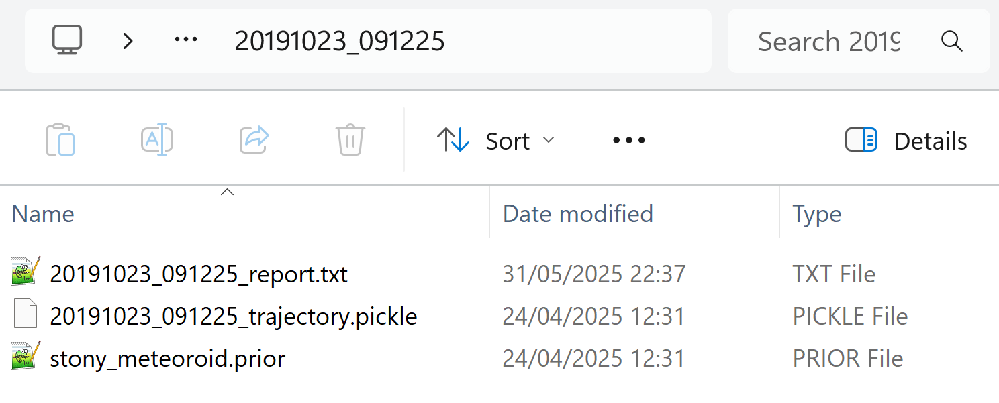 20191023_091225
Search 2019
Sort
Details
Name Date modified Type
20191023_091225_report.txt 31/05/2025 22:37 TXT File
20191023_091225_trajectory.pickle 24/04/2025 12:31 PICKLE File
stony_meteoroid.prior 24/04/2025 12:31 PRIOR File